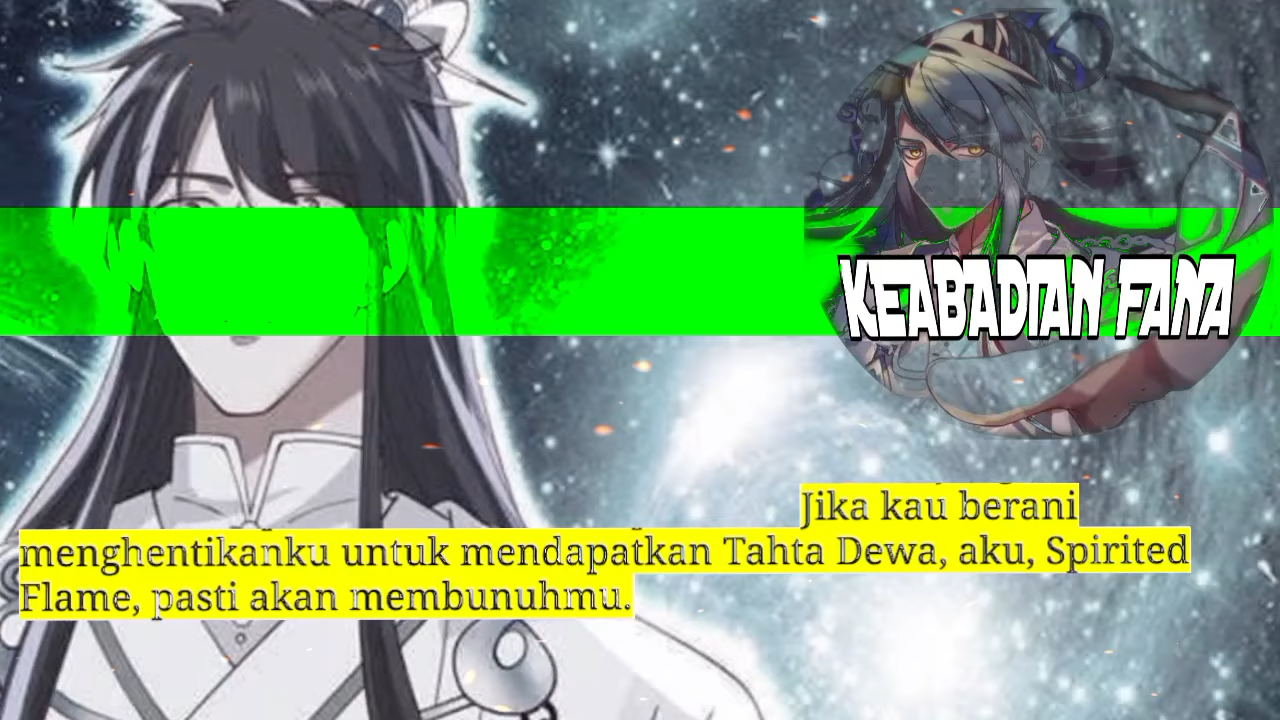 KEABADIAN FANA
Jika kau berani
menghentikanku untuk mendapatkan Tahta Dewa, aku, Spirited
Flame, pasti akan membunuhmu.